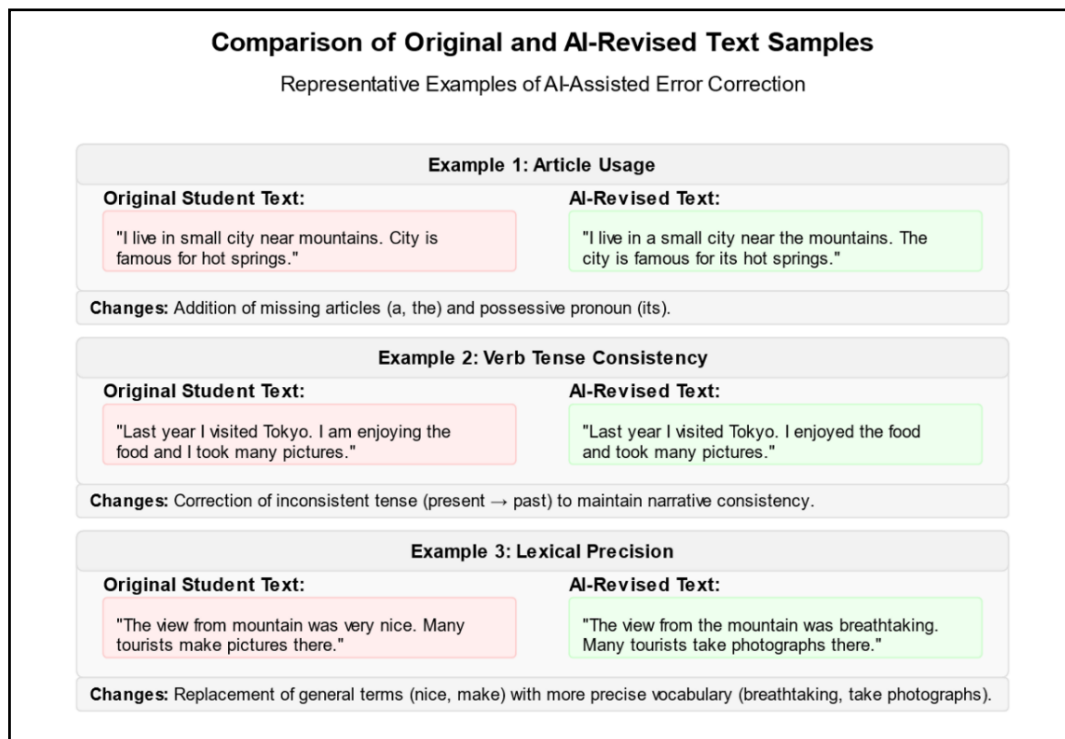 Comparison of Original and AI-Revised Text Samples
Representative Examples of AI-Assisted Error Correction
Example 1: Article Usage
Original Student Text:
"I live in small city near mountains. City is
famous for hot springs."
AI-Revised Text:
"I live in a small city near the mountains. The
city is famous for its hot springs."
Changes: Addition of missing articles (a, the) and possessive pronoun (its).
Example 2: Verb Tense Consistency
Original Student Text:
"Last year I visited Tokyo. I am enjoying the
food and I took many pictures."
AI-Revised Text:
"Last year I visited Tokyo. I enjoyed the food
and took many pictures."
Changes: Correction of inconsistent tense (present → past) to maintain narrative consistency.
Example 3: Lexical Precision
Original Student Text:
"The view from mountain was very nice. Many
tourists make pictures there."
AI-Revised Text:
"The view from the mountain was breathtaking.
Many tourists take photographs there."
Changes: Replacement of general terms (nice, make) with more precise vocabulary (breathtaking, take photographs).